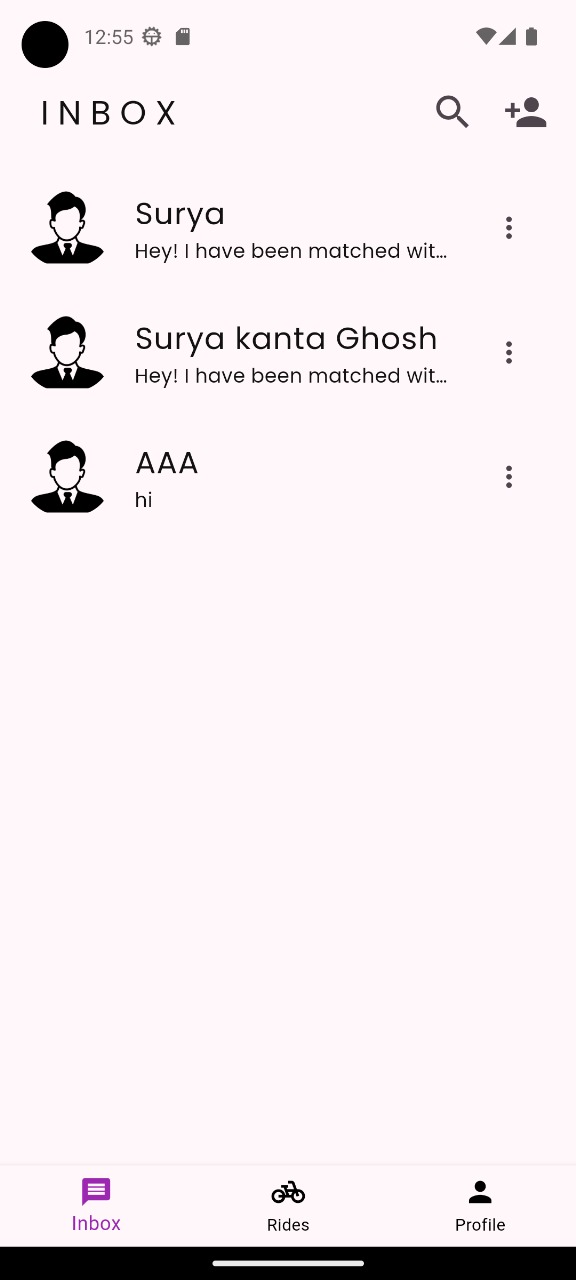 12:55
INBOX
Surya
Hey! I have been matched wit...
Surya kanta Ghosh
Hey! I have been matched wit...
AAA
hi
Inbox
Rides
Profile